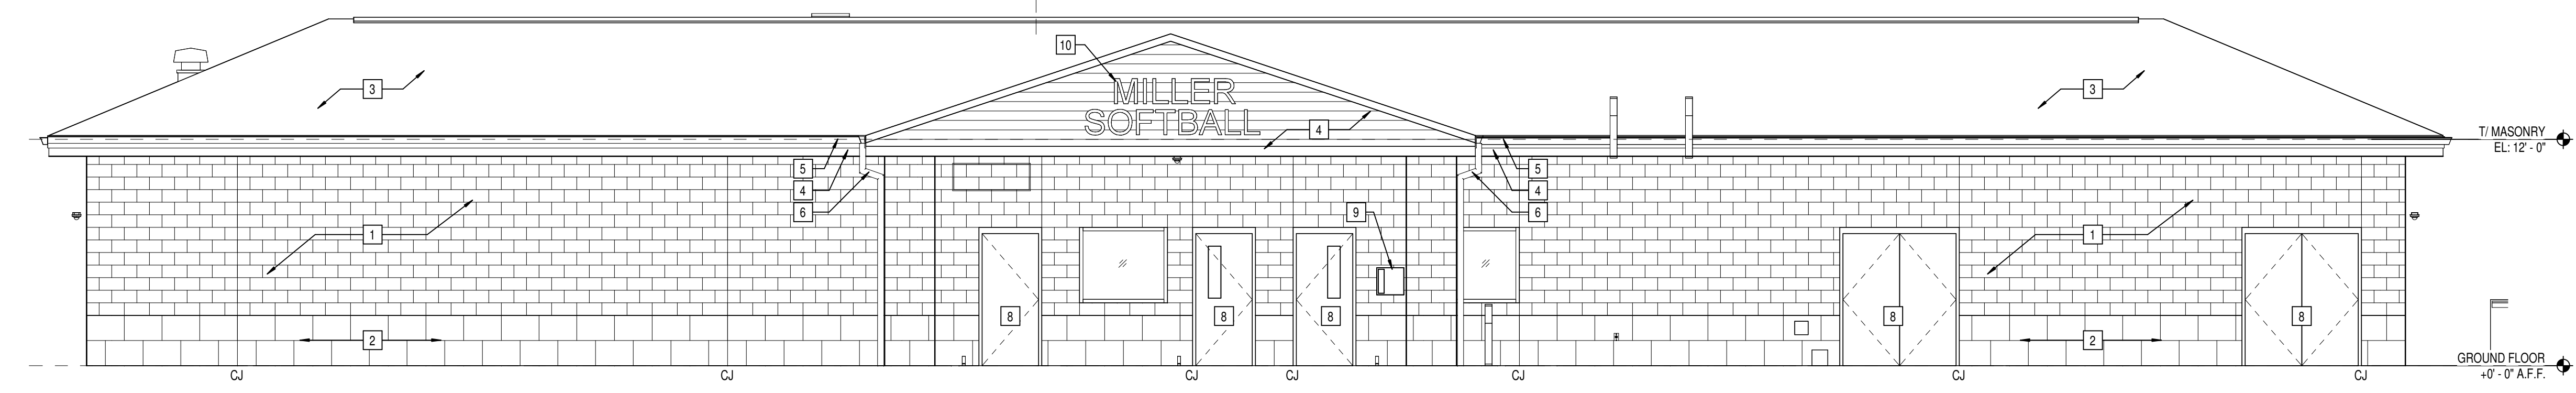 10
MILLER
SOFTBALL
3
3
4
T/ MASONRY
EL: 12' - 0"
5
4
6
5
4
6
1
9
1
8
8
8
8
8
2
2
GROUND FLOOR
+0' - 0" A.F.F.
CJ
CJ
CJ
CJ
CJ
CJ
CJ